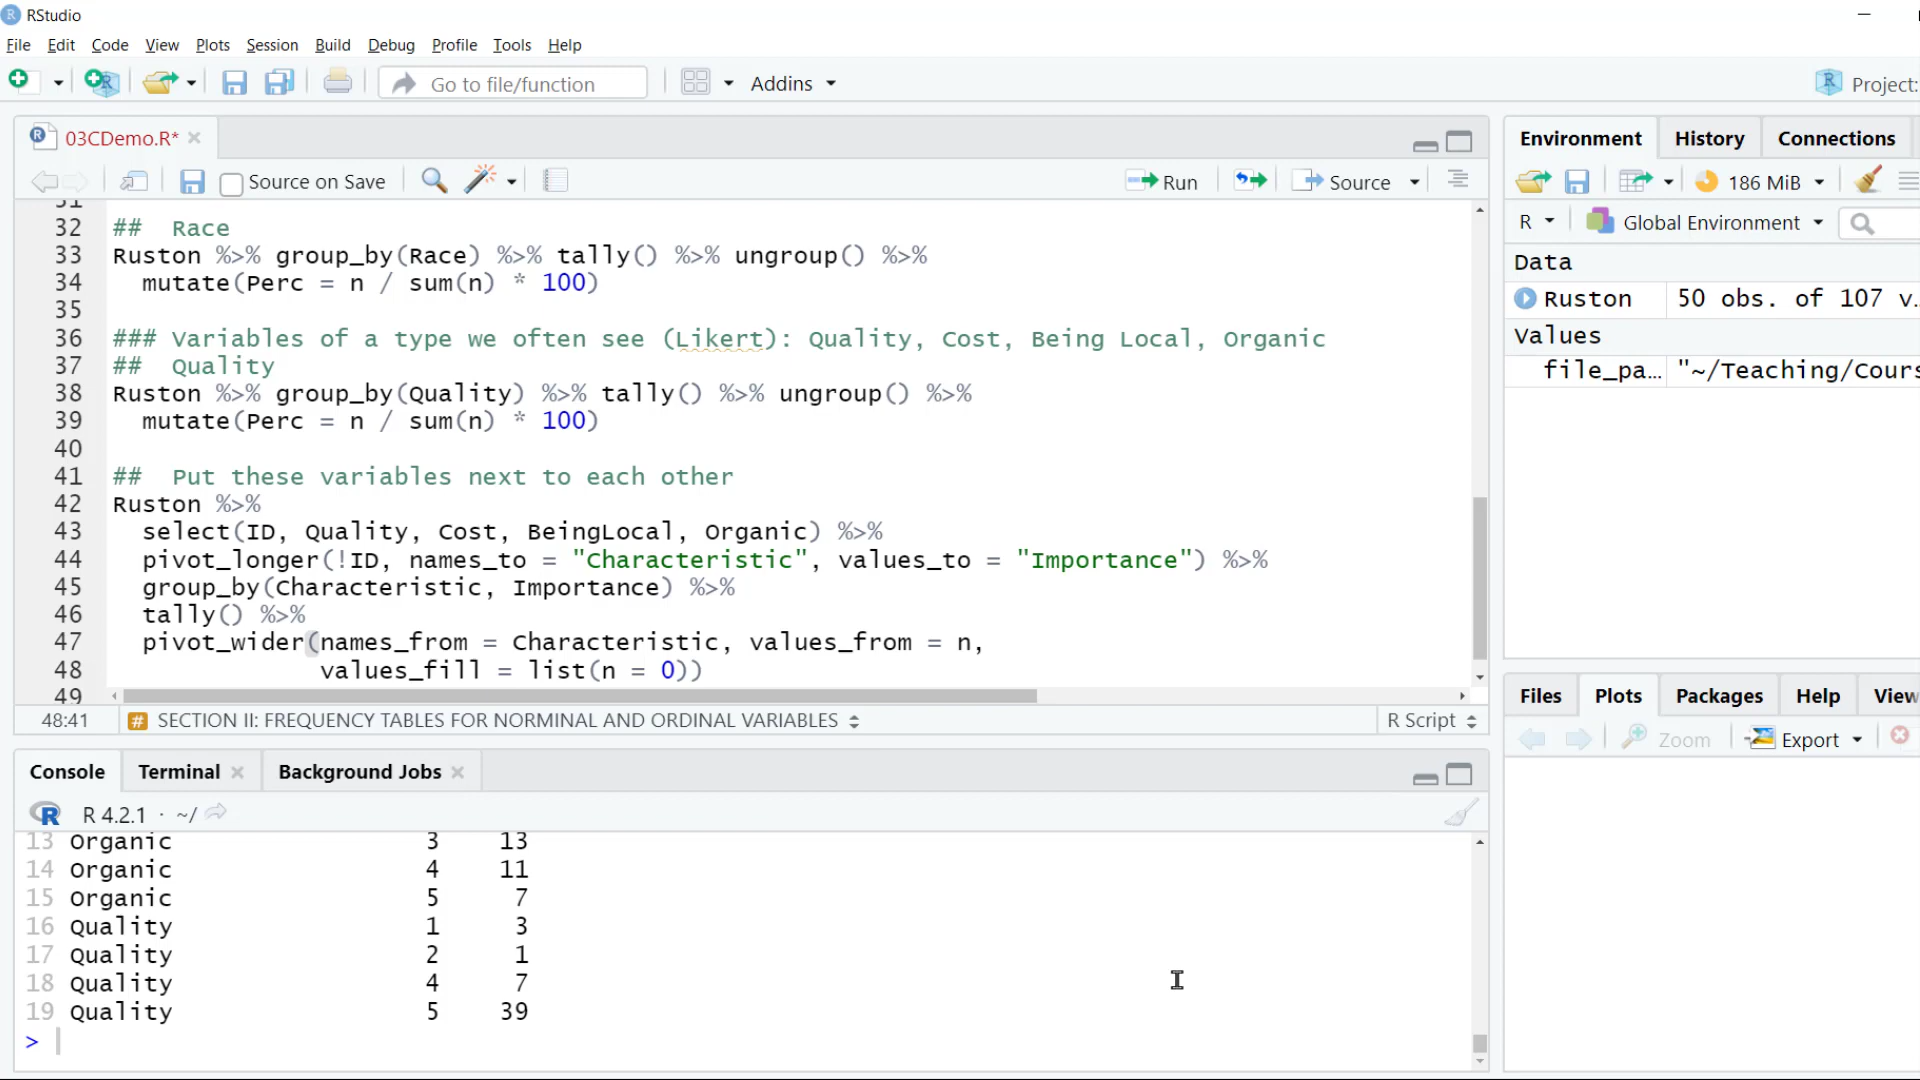 RStudio
File Edit Code View Plots Session Build Debug Profile Tools Help
Go to file/function Addins Project:
03CDemo.R*
Source on Save Run Source
31
32 ##  Race
33 Ruston %>% group_by(Race) %>% tally() %>% ungroup() %>%
34   mutate(Perc = n / sum(n) * 100)
35
36 ### Variables of a type we often see (Likert): Quality, Cost, Being Local, Organic
37 ##  Quality
38 Ruston %>% group_by(Quality) %>% tally() %>% ungroup() %>%
39   mutate(Perc = n / sum(n) * 100)
40
41 ##  Put these variables next to each other
42 Ruston %>%
43   select(ID, Quality, Cost, BeingLocal, Organic) %>%
44   pivot_longer(!ID, names_to = "Characteristic", values_to = "Importance") %>%
45   group_by(Characteristic, Importance) %>%
46   tally() %>%
47   pivot_wider(names_from = Characteristic, values_from = n,
48               values_fill = list(n = 0))
49
48:41 # SECTION II: FREQUENCY TABLES FOR NORMINAL AND ORDINAL VARIABLES R Script
Console Terminal Background Jobs
R 4.2.1 · ~/
13 Organic 3 13
14 Organic 4 11
15 Organic 5 7
16 Quality 1 3
17 Quality 2 1
18 Quality 4 7
19 Quality 5 39
>
Environment History Connections
186 MiB
R Global Environment
Data
Ruston 50 obs. of 107 v…
Values
file_pa… "~/Teaching/Cours
Files Plots Packages Help View
Zoom Export